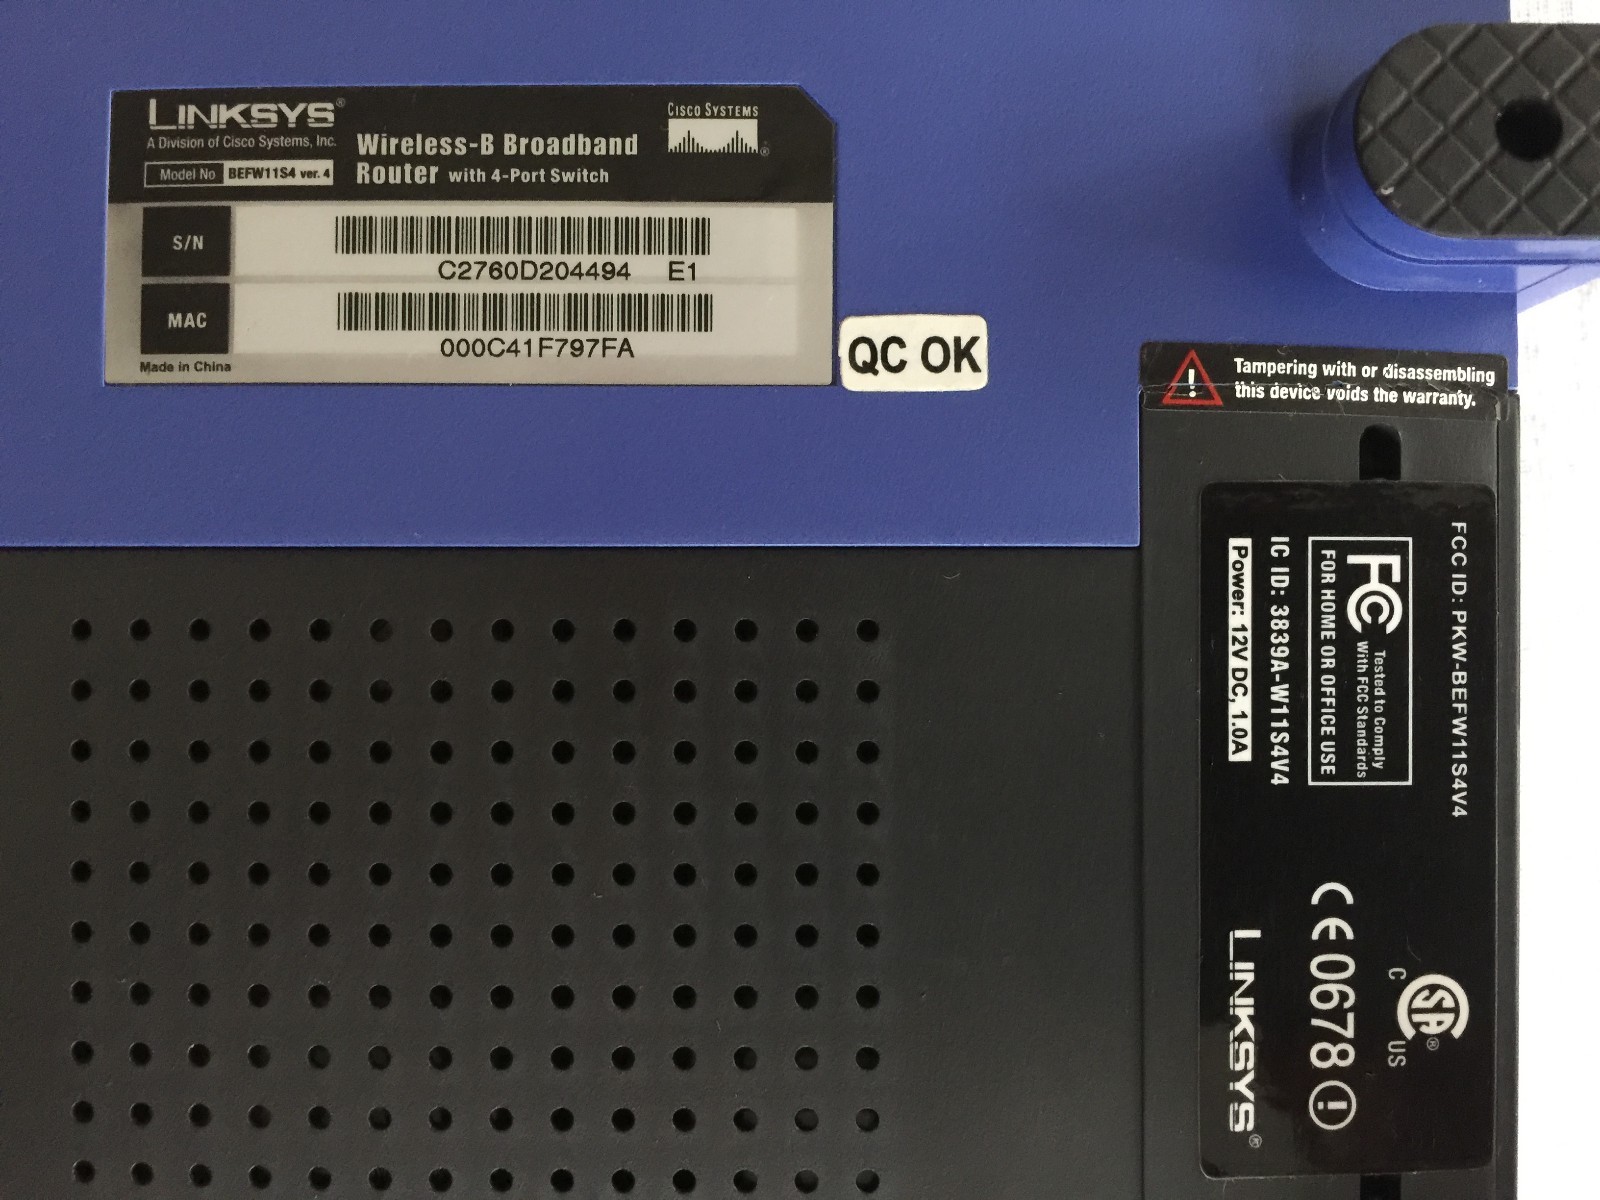 LINKSYS®
A Division of Cisco Systems, Inc.
Model No BEFW11S4 ver. 4
Wireless-B Broadband
Router with 4-Port Switch
CISCO SYSTEMS
®
S/N
C2760D204494 E1
MAC
000C41F797FA
Made in China
QC OK
! Tampering with or disassembling
this device voids the warranty.
FCC ID: PKW-BEFW11S4V4
FC Tested to Comply
With FCC Standards
FOR HOME OR OFFICE USE
IC ID: 3839A-W11S4V4
Power: 12V DC, 1.0A
C SA® US
CE0678!
LINKSYS®